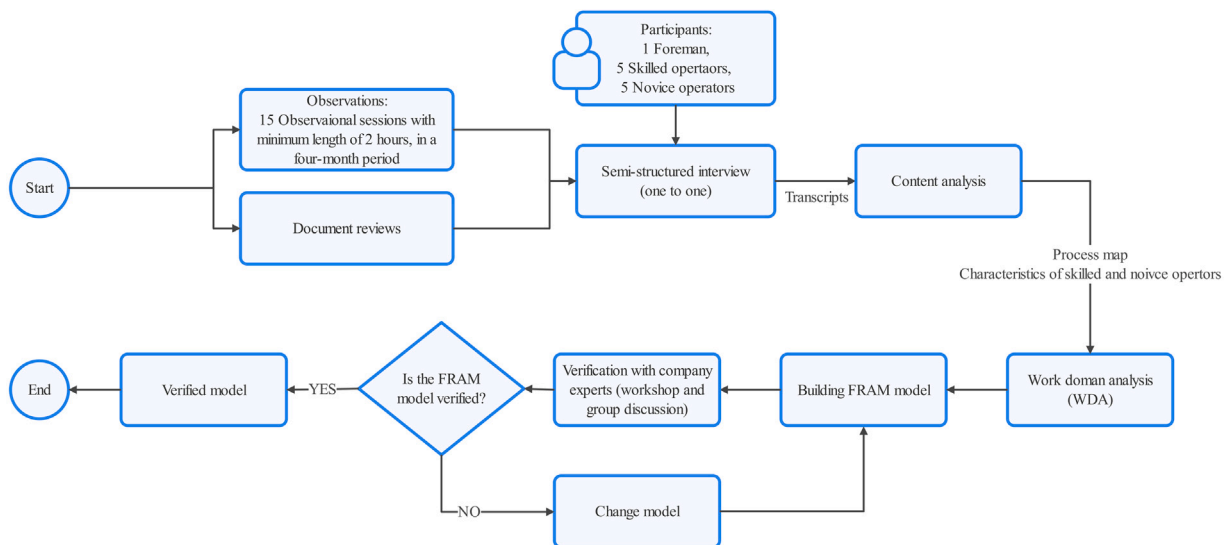 Participants:
1 Foreman,
5 Skilled opertaors,
5 Novice operators
Observations:
15 Observaional sessions with
minimum length of 2 hours, in a
four-month period
Start
Document reviews
Semi-structured interview
(one to one)
Transcripts
Content analysis
Process map
Characteristics of skilled and noivce opertors
Work doman analysis
(WDA)
Building FRAM model
Verification with company
experts (workshop and
group discussion)
Is the FRAM
model verified?
YES
Verified model
End
NO
Change model